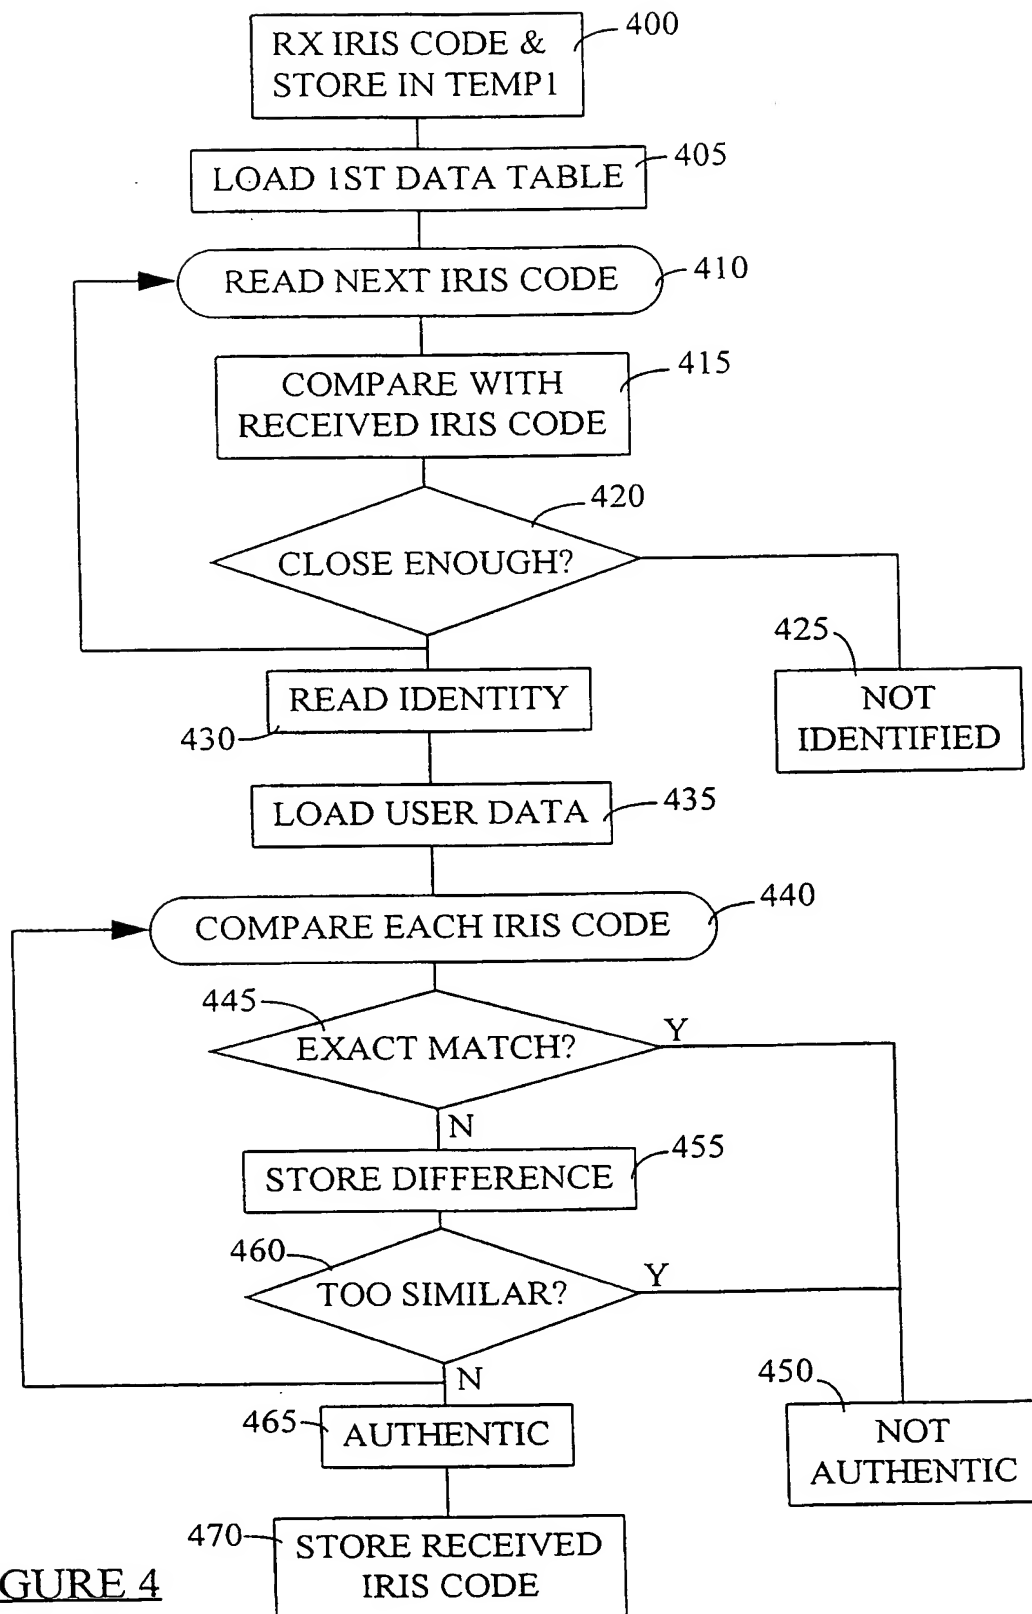 400
RX IRIS CODE &
STORE IN TEMP1
405
LOAD 1ST DATA TABLE
READ NEXT IRIS CODE
410
COMPARE WITH
RECEIVED IRIS CODE
415
420
CLOSE ENOUGH?
425
NOT
IDENTIFIED
READ IDENTITY
430
LOAD USER DATA
435
440
COMPARE EACH IRIS CODE
445
EXACT MATCH?
Y
N
455
STORE DIFFERENCE
460
TOO SIMILAR?
Y
N
450
NOT
AUTHENTIC
465
AUTHENTIC
470
STORE RECEIVED
IRIS CODE
GURE 4